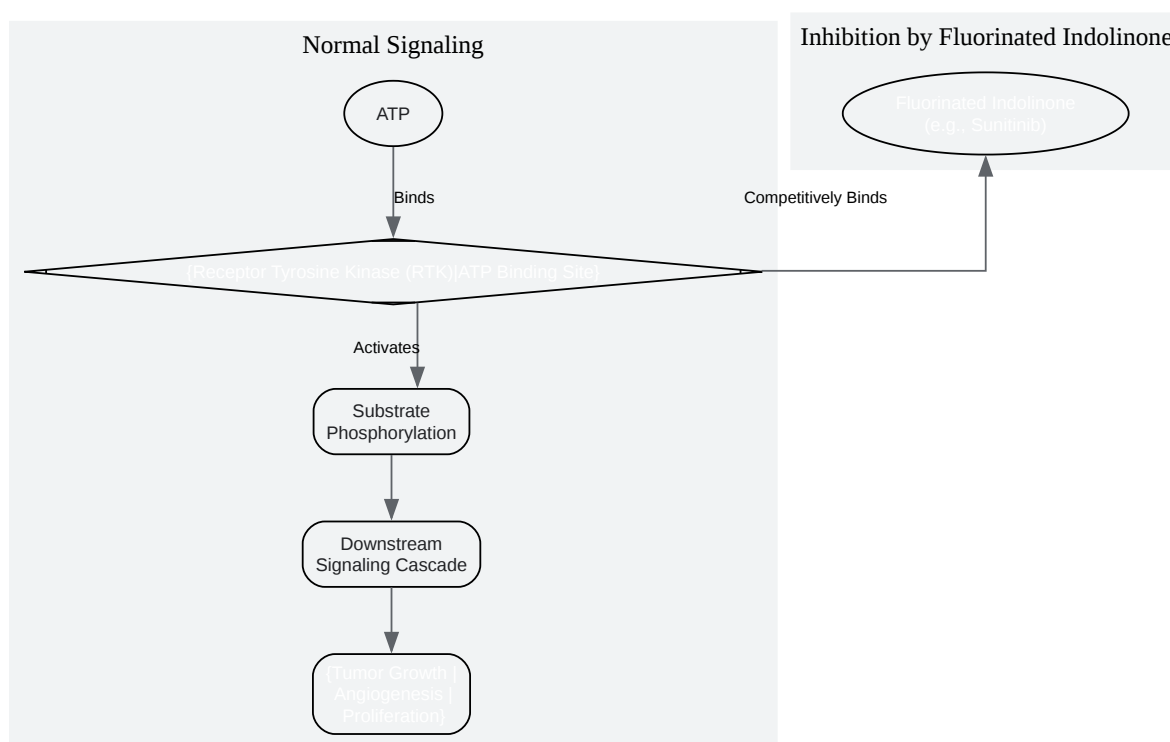 Normal Signaling
Inhibition by Fluorinated Indolinone
ATP
Fluorinated Indolinone
(e.g., Sunitinib)
Binds
Competitively Binds
{Receptor Tyrosine Kinase (RTK)|ATP Binding Site}
Activates
Substrate
Phosphorylation
Downstream
Signaling Cascade
{Tumor Growth |
Angiogenesis |
Proliferation}